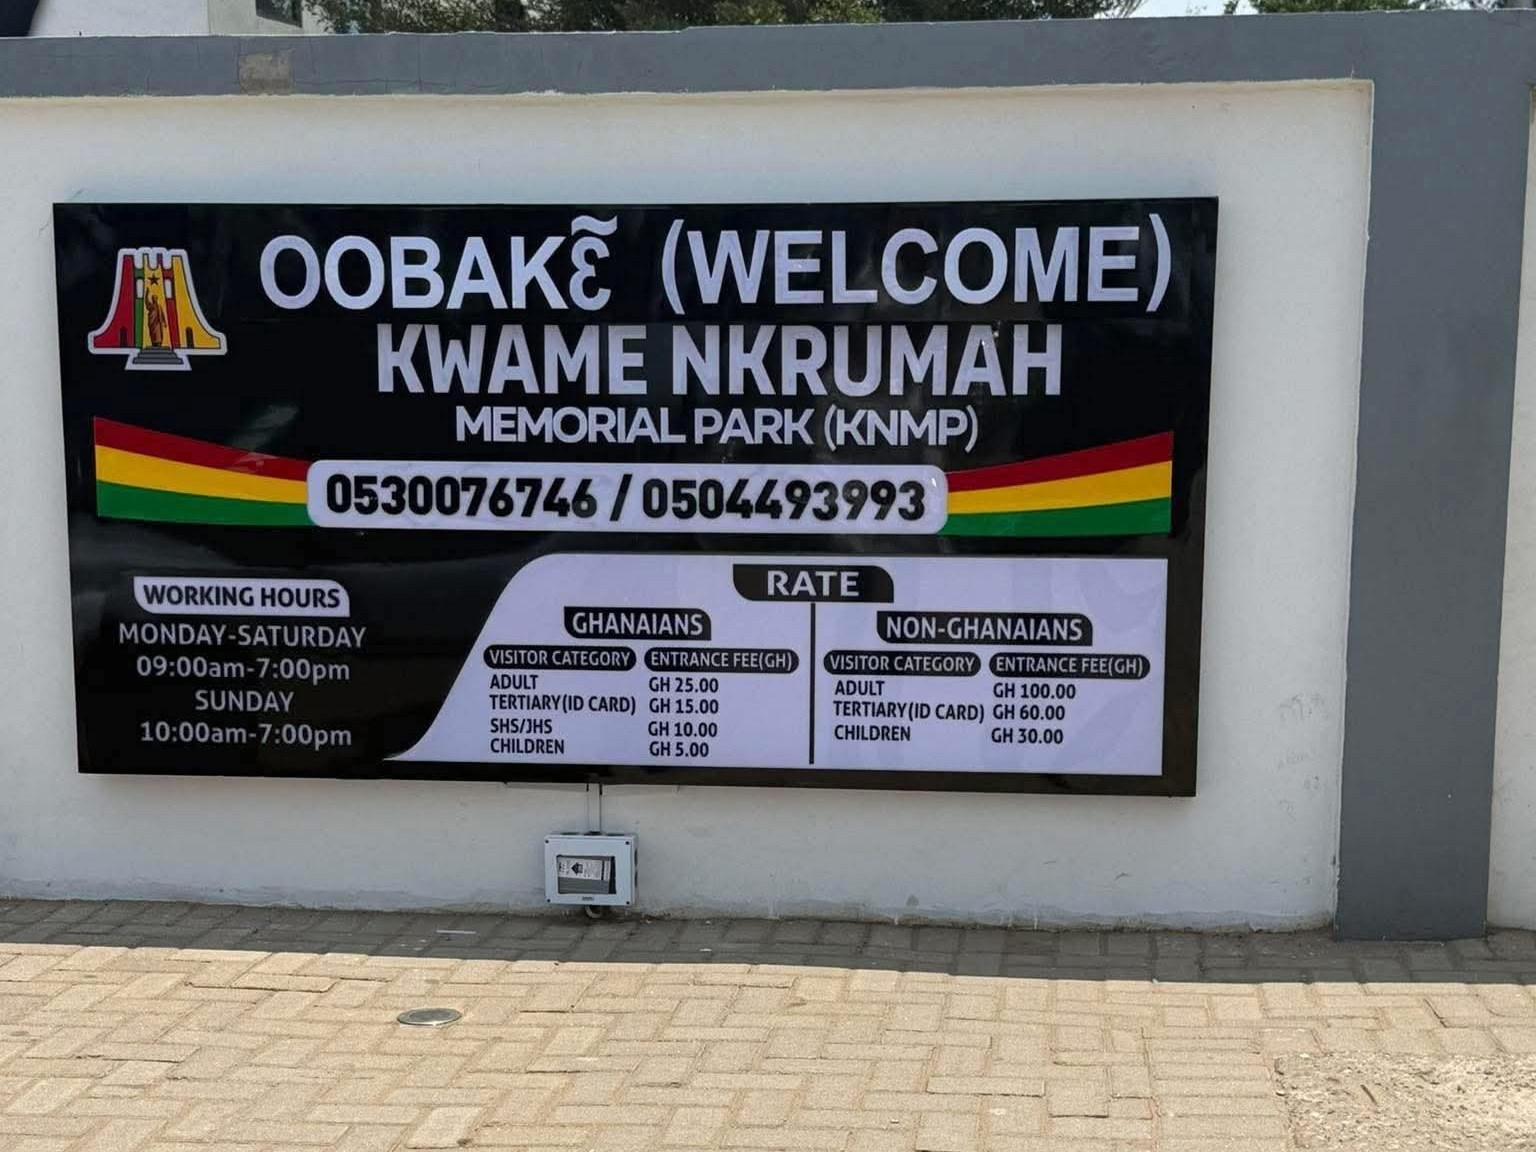 OOBAKƐ̃ (WELCOME)
KWAME NKRUMAH
MEMORIAL PARK (KNMP)
0530076746 / 0504493993
WORKING HOURS
MONDAY-SATURDAY
09:00am-7:00pm
SUNDAY
10:00am-7:00pm
RATE
GHANAIANS
VISITOR CATEGORY ENTRANCE FEE(GH)
ADULT GH 25.00
TERTIARY(ID CARD) GH 15.00
SHS/JHS GH 10.00
CHILDREN GH 5.00
NON-GHANAIANS
VISITOR CATEGORY ENTRANCE FEE(GH)
ADULT GH 100.00
TERTIARY(ID CARD) GH 60.00
CHILDREN GH 30.00